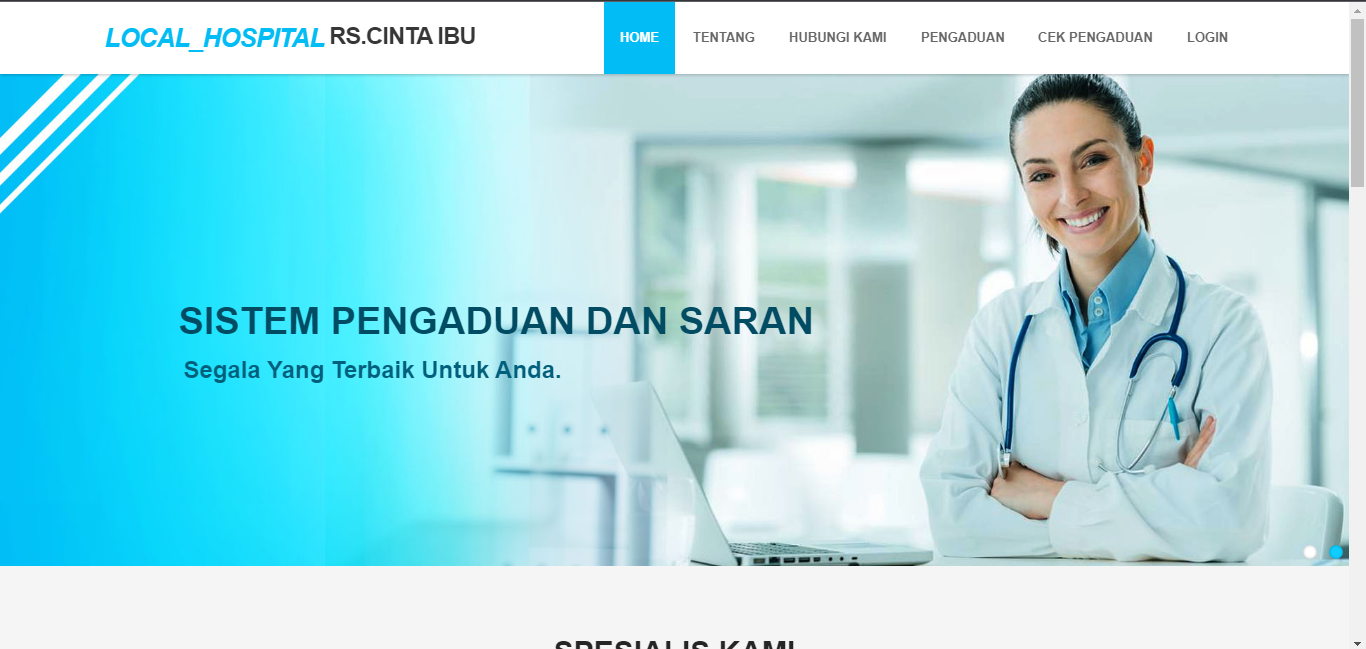 LOCAL_HOSPITAL RS.CINTA IBU
HOME TENTANG HUBUNGI KAMI PENGADUAN CEK PENGADUAN LOGIN
SISTEM PENGADUAN DAN SARAN
Segala Yang Terbaik Untuk Anda.
SPESIALIS KAMI